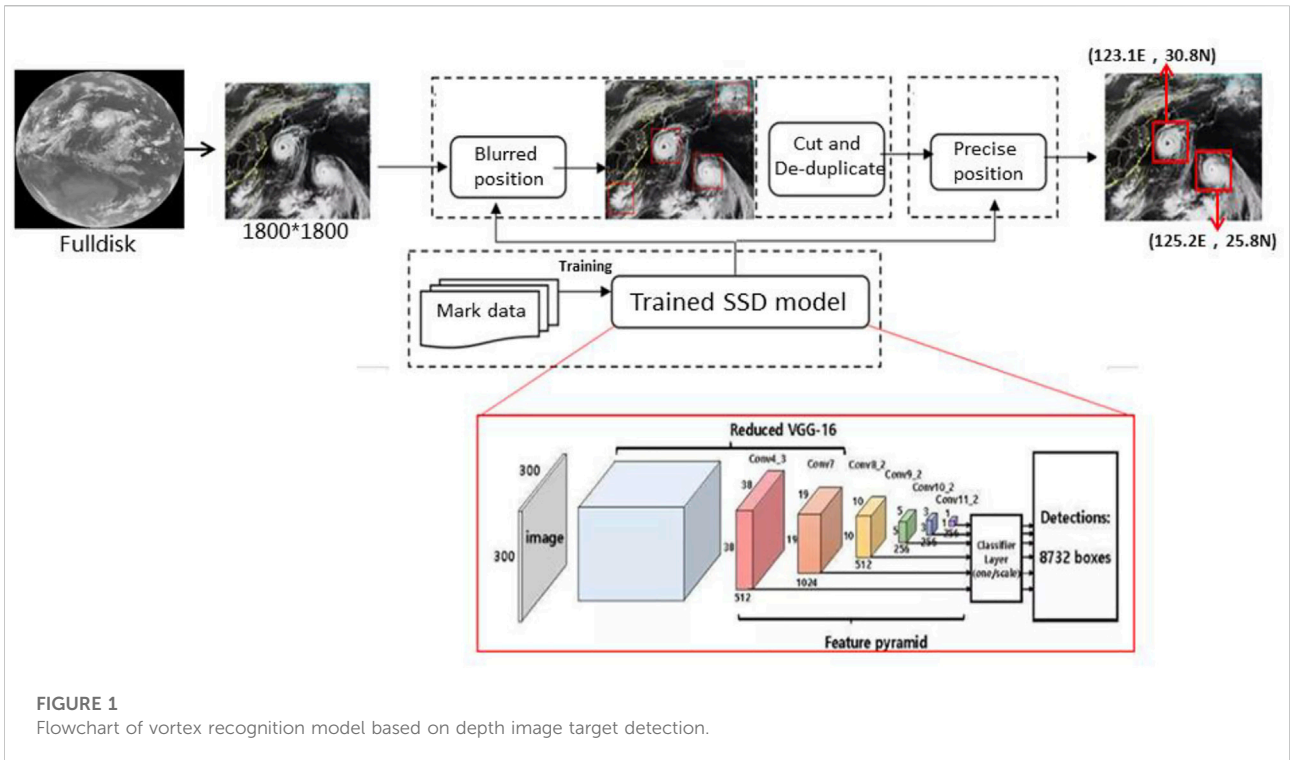 (123.1E , 30.8N)
Fulldisk
1800*1800
Blurred
position
Cut and
De-duplicate
Precise
position
(125.2E , 25.8N)
Mark data
Training
Trained SSD model
Reduced VGG-16
300
300
image
Conv4_3
38
38
512
Conv7
19
19
1024
Conv8_2
10
10
512
Conv9_2
5
5
256
Conv10_2
3
3
256
Conv11_2
1
1
256
Classifier
Layer
(one/scale)
Detections:
8732 boxes
Feature pyramid
FIGURE 1
Flowchart of vortex recognition model based on depth image target detection.